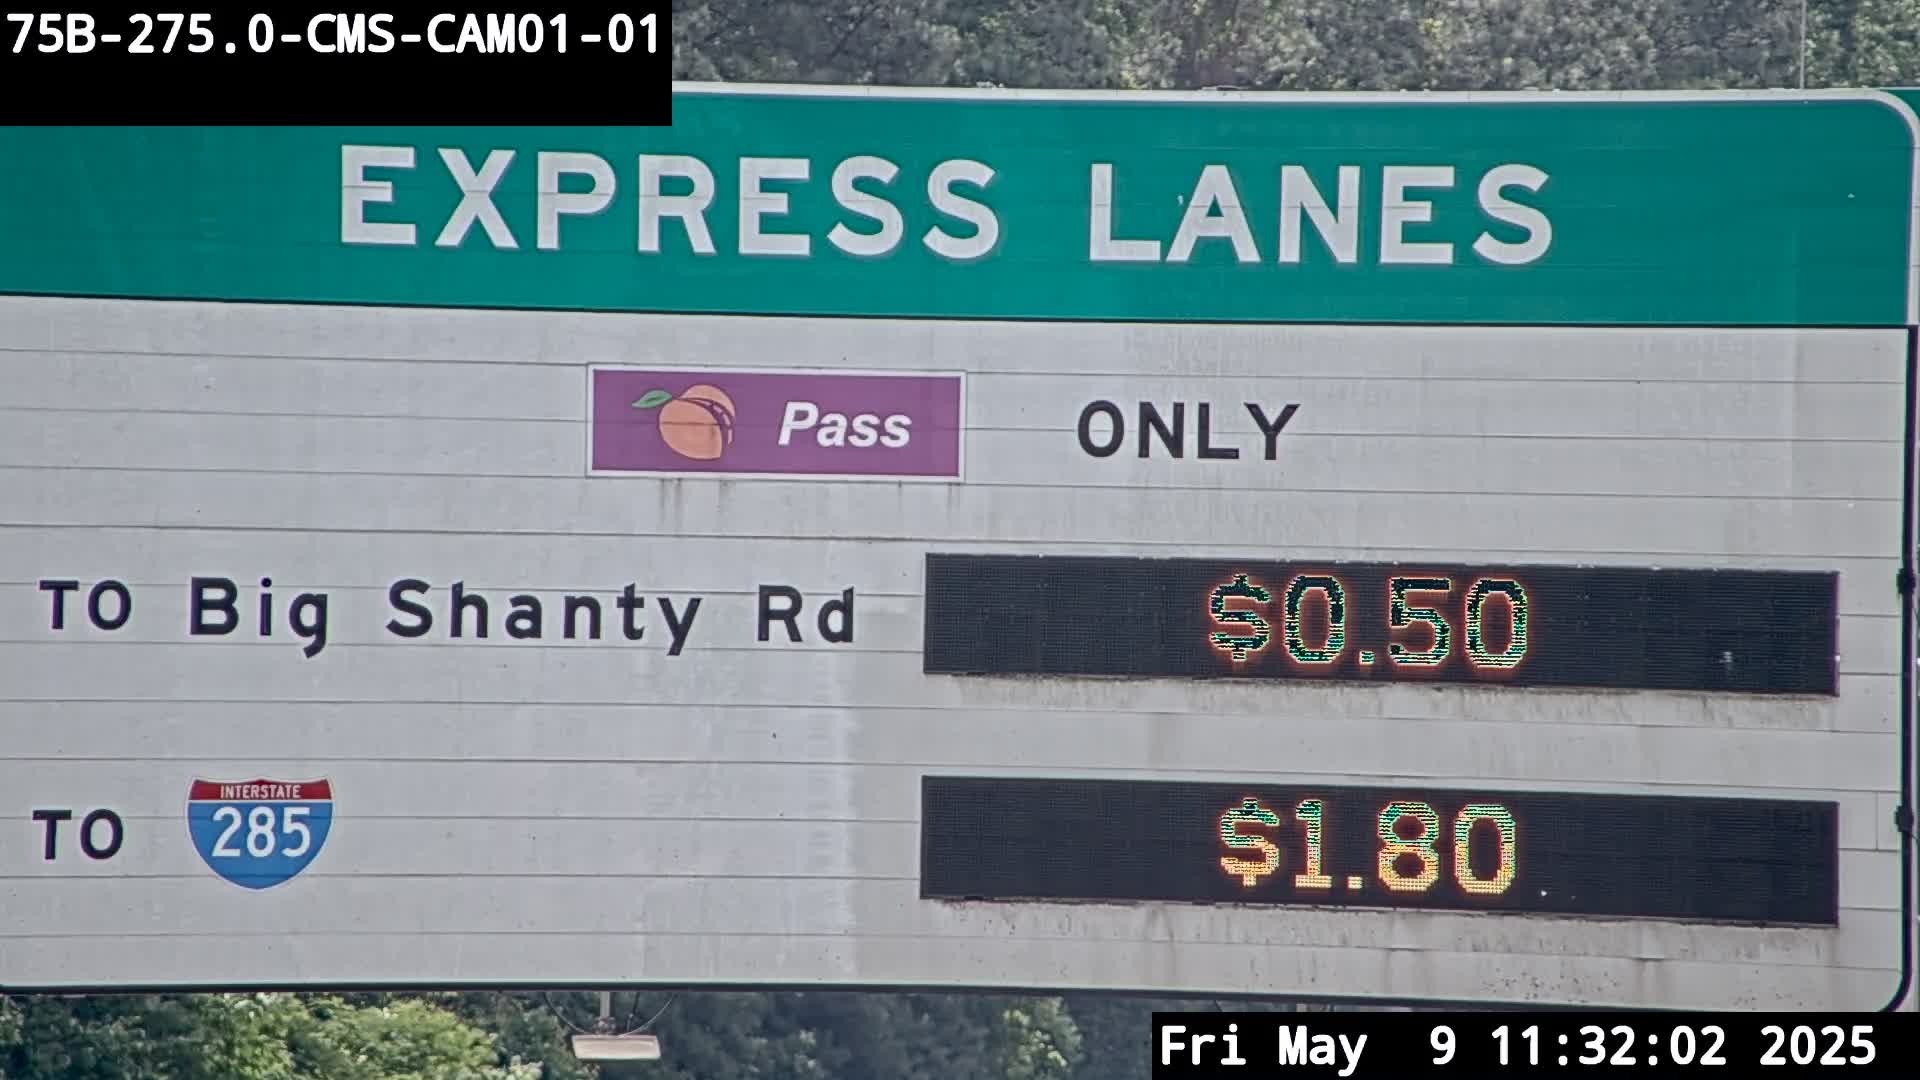 75B-275.0-CMS-CAM01-01
EXPRESS LANES
Pass ONLY
TO Big Shanty Rd $0.50
INTERSTATE
TO 285 $1.80
Fri May 9 11:32:02 2025